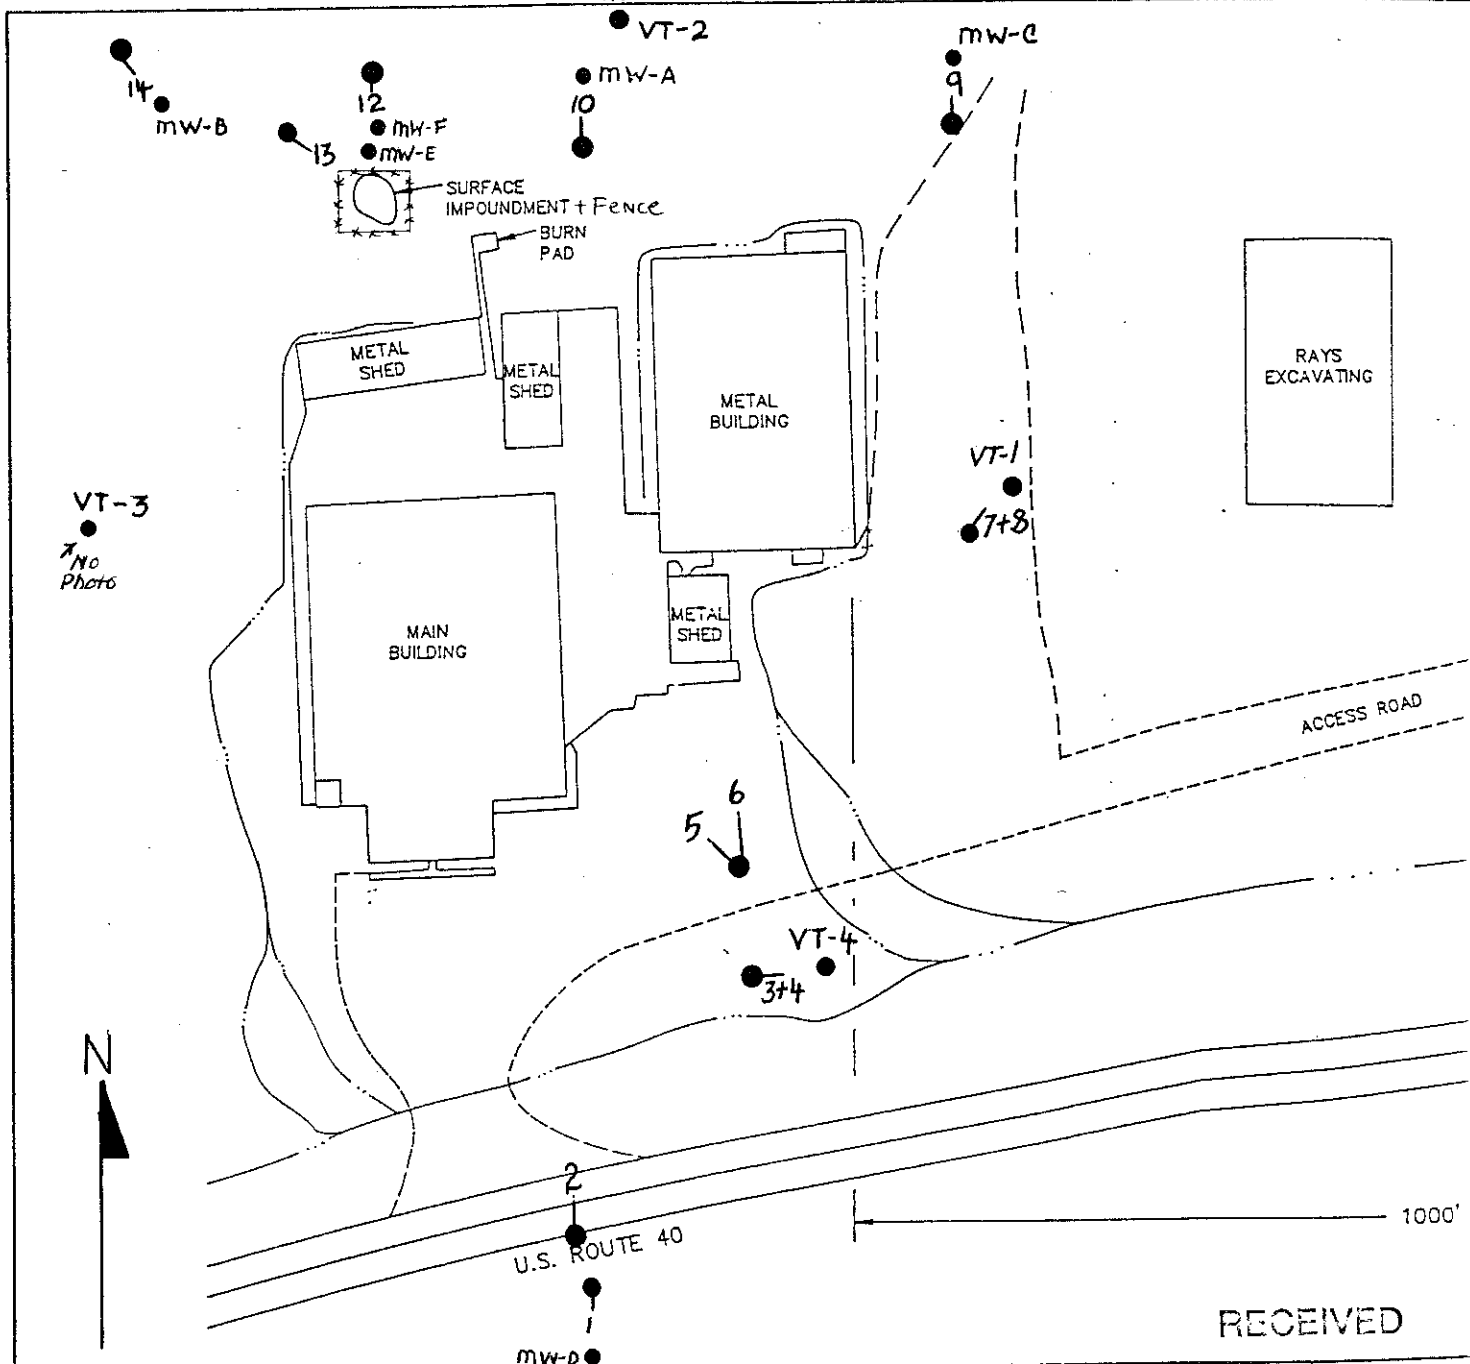 VT-2
mW-C
mW-A
14
12
10
9
mW-B
mW-F
13
mW-E
SURFACE
IMPOUNDMENT + Fence
BURN
PAD
METAL
SHED
METAL
SHED
METAL
BUILDING
RAYS
EXCAVATING
VT-1
7+8
VT-3
No
Photo
MAIN
BUILDING
METAL
SHED
ACCESS ROAD
6
5
VT-4
3+4
N
2
U.S. ROUTE 40
1000'
mW-D
RECEIVED